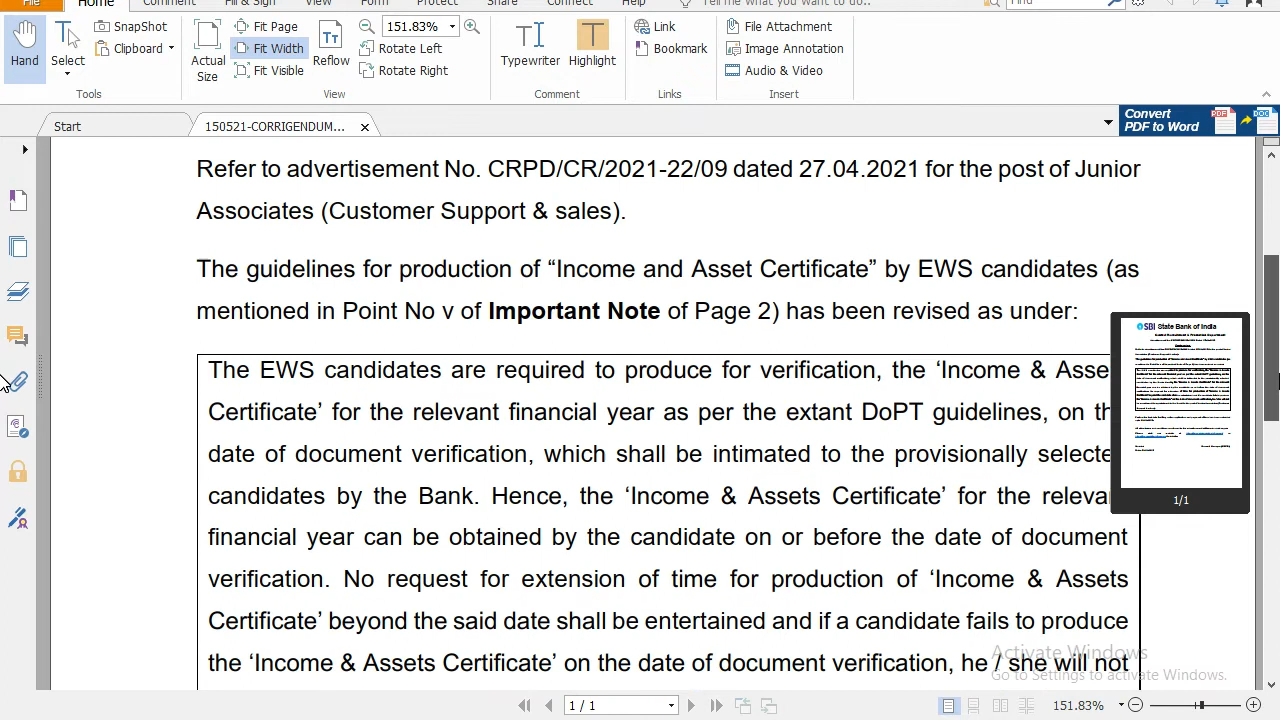 File Home Comment Fill & Sign View Form Protect Share Connect Help Tell me what you want to do.. Find
Hand Select SnapShot Clipboard Actual Size Fit Page Fit Width Fit Visible Reflow 151.83% Rotate Left Rotate Right Typewriter Highlight Link Bookmark File Attachment Image Annotation Audio & Video
Tools View Comment Links Insert
Start 150521-CORRIGENDUM... Convert PDF to Word PDF DOC
Refer to advertisement No. CRPD/CR/2021-22/09 dated 27.04.2021 for the post of Junior
Associates (Customer Support & sales).
The guidelines for production of “Income and Asset Certificate” by EWS candidates (as
mentioned in Point No v of Important Note of Page 2) has been revised as under:
The EWS candidates are required to produce for verification, the ‘Income & Asse
Certificate’ for the relevant financial year as per the extant DoPT guidelines, on th
date of document verification, which shall be intimated to the provisionally selecte
candidates by the Bank. Hence, the ‘Income & Assets Certificate’ for the releva
financial year can be obtained by the candidate on or before the date of document
verification. No request for extension of time for production of ‘Income & Assets
Certificate’ beyond the said date shall be entertained and if a candidate fails to produce
the ‘Income & Assets Certificate’ on the date of document verification, he / she will not
SBI State Bank of India
1/1
Activate Windows
Go to Settings to activate Windows.
1 / 1 151.83%